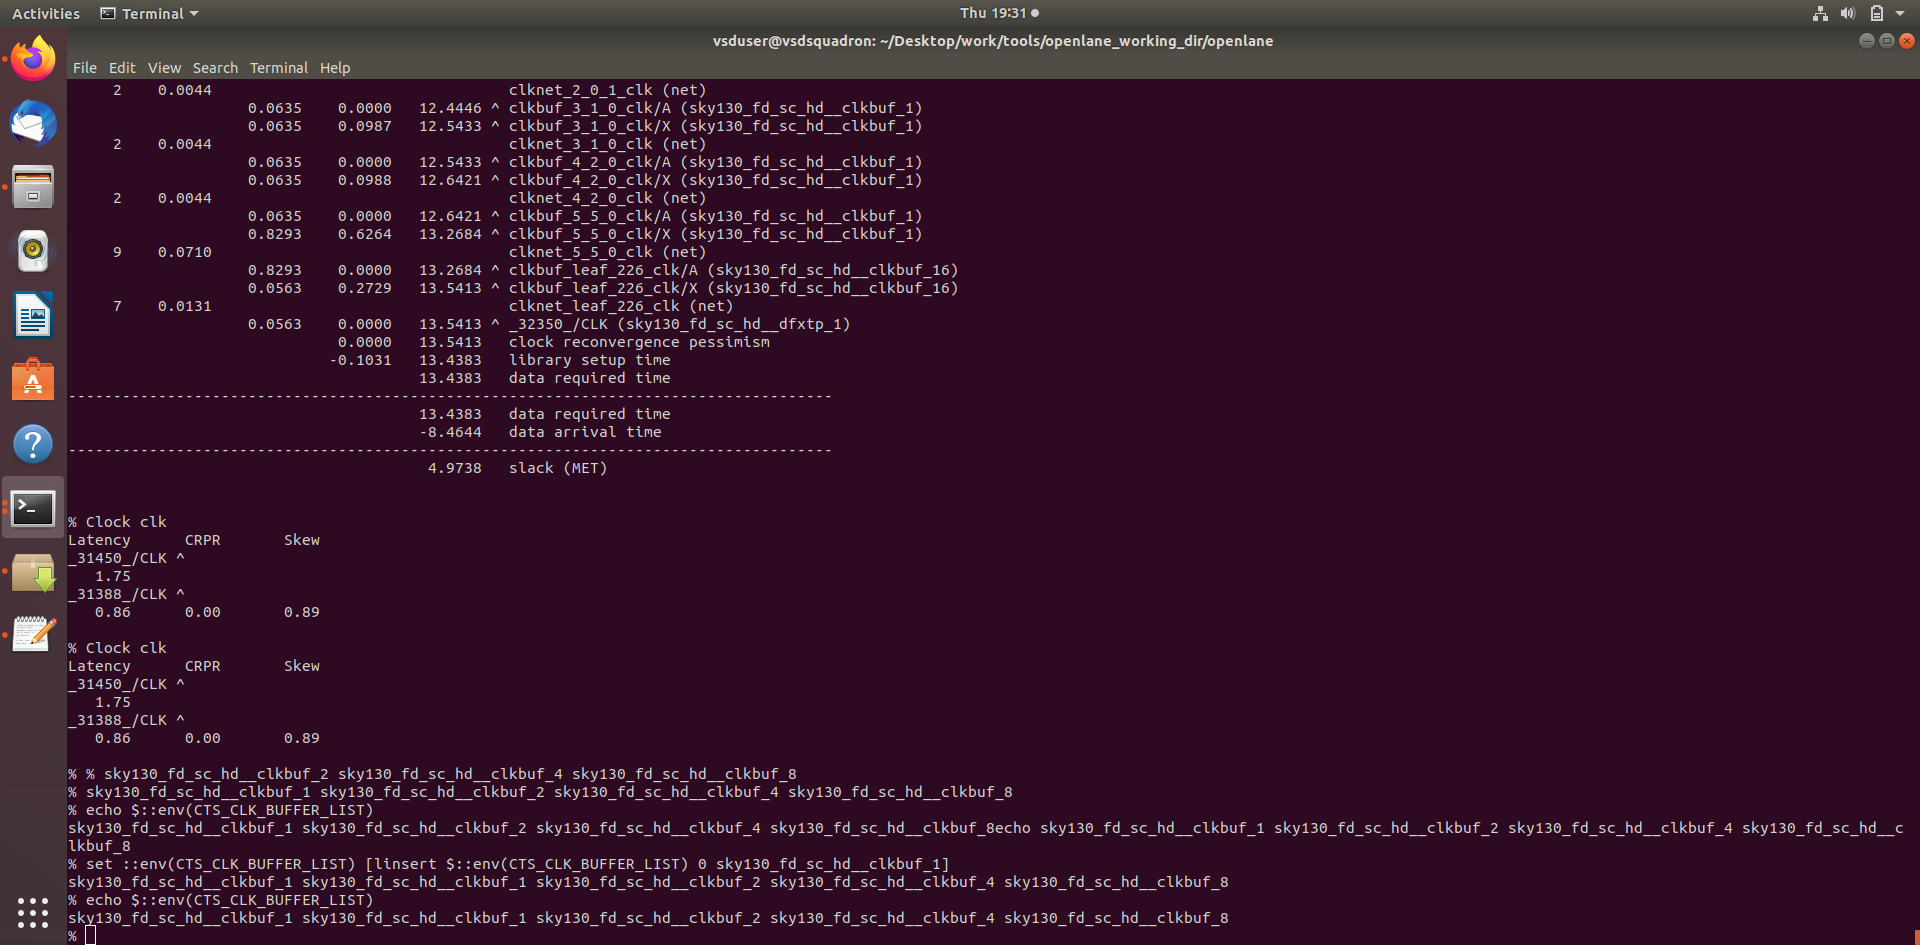 Activities Terminal Thu 19:31
vsduser@vsdsquadron: ~/Desktop/work/tools/openlane_working_dir/openlane
File Edit View Search Terminal Help
2 0.0044 clknet_2_0_1_clk (net)
0.0635 0.0000 12.4446 ^ clkbuf_3_1_0_clk/A (sky130_fd_sc_hd__clkbuf_1)
0.0635 0.0987 12.5433 ^ clkbuf_3_1_0_clk/X (sky130_fd_sc_hd__clkbuf_1)
2 0.0044 clknet_3_1_0_clk (net)
0.0635 0.0000 12.5433 ^ clkbuf_4_2_0_clk/A (sky130_fd_sc_hd__clkbuf_1)
0.0635 0.0988 12.6421 ^ clkbuf_4_2_0_clk/X (sky130_fd_sc_hd__clkbuf_1)
2 0.0044 clknet_4_2_0_clk (net)
0.0635 0.0000 12.6421 ^ clkbuf_5_5_0_clk/A (sky130_fd_sc_hd__clkbuf_1)
0.8293 0.6264 13.2684 ^ clkbuf_5_5_0_clk/X (sky130_fd_sc_hd__clkbuf_1)
9 0.0710 clknet_5_5_0_clk (net)
0.8293 0.0000 13.2684 ^ clkbuf_leaf_226_clk/A (sky130_fd_sc_hd__clkbuf_16)
0.0563 0.2729 13.5413 ^ clkbuf_leaf_226_clk/X (sky130_fd_sc_hd__clkbuf_16)
7 0.0131 clknet_leaf_226_clk (net)
0.0563 0.0000 13.5413 ^ _32350_/CLK (sky130_fd_sc_hd__dfxtp_1)
0.0000 13.5413 clock reconvergence pessimism
-0.1031 13.4383 library setup time
13.4383 data required time
-------------------------------------------------------------------------------------
13.4383 data required time
-8.4644 data arrival time
-------------------------------------------------------------------------------------
4.9738 slack (MET)
% Clock clk
Latency CRPR Skew
_31450_/CLK ^
1.75
_31388_/CLK ^
0.86 0.00 0.89
% Clock clk
Latency CRPR Skew
_31450_/CLK ^
1.75
_31388_/CLK ^
0.86 0.00 0.89
% % sky130_fd_sc_hd__clkbuf_2 sky130_fd_sc_hd__clkbuf_4 sky130_fd_sc_hd__clkbuf_8
% sky130_fd_sc_hd__clkbuf_1 sky130_fd_sc_hd__clkbuf_2 sky130_fd_sc_hd__clkbuf_4 sky130_fd_sc_hd__clkbuf_8
% echo $::env(CTS_CLK_BUFFER_LIST)
sky130_fd_sc_hd__clkbuf_1 sky130_fd_sc_hd__clkbuf_2 sky130_fd_sc_hd__clkbuf_4 sky130_fd_sc_hd__clkbuf_8echo sky130_fd_sc_hd__clkbuf_1 sky130_fd_sc_hd__clkbuf_2 sky130_fd_sc_hd__clkbuf_4 sky130_fd_sc_hd__c
lkbuf_8
% set ::env(CTS_CLK_BUFFER_LIST) [linsert $::env(CTS_CLK_BUFFER_LIST) 0 sky130_fd_sc_hd__clkbuf_1]
sky130_fd_sc_hd__clkbuf_1 sky130_fd_sc_hd__clkbuf_1 sky130_fd_sc_hd__clkbuf_2 sky130_fd_sc_hd__clkbuf_4 sky130_fd_sc_hd__clkbuf_8
% echo $::env(CTS_CLK_BUFFER_LIST)
sky130_fd_sc_hd__clkbuf_1 sky130_fd_sc_hd__clkbuf_1 sky130_fd_sc_hd__clkbuf_2 sky130_fd_sc_hd__clkbuf_4 sky130_fd_sc_hd__clkbuf_8
%